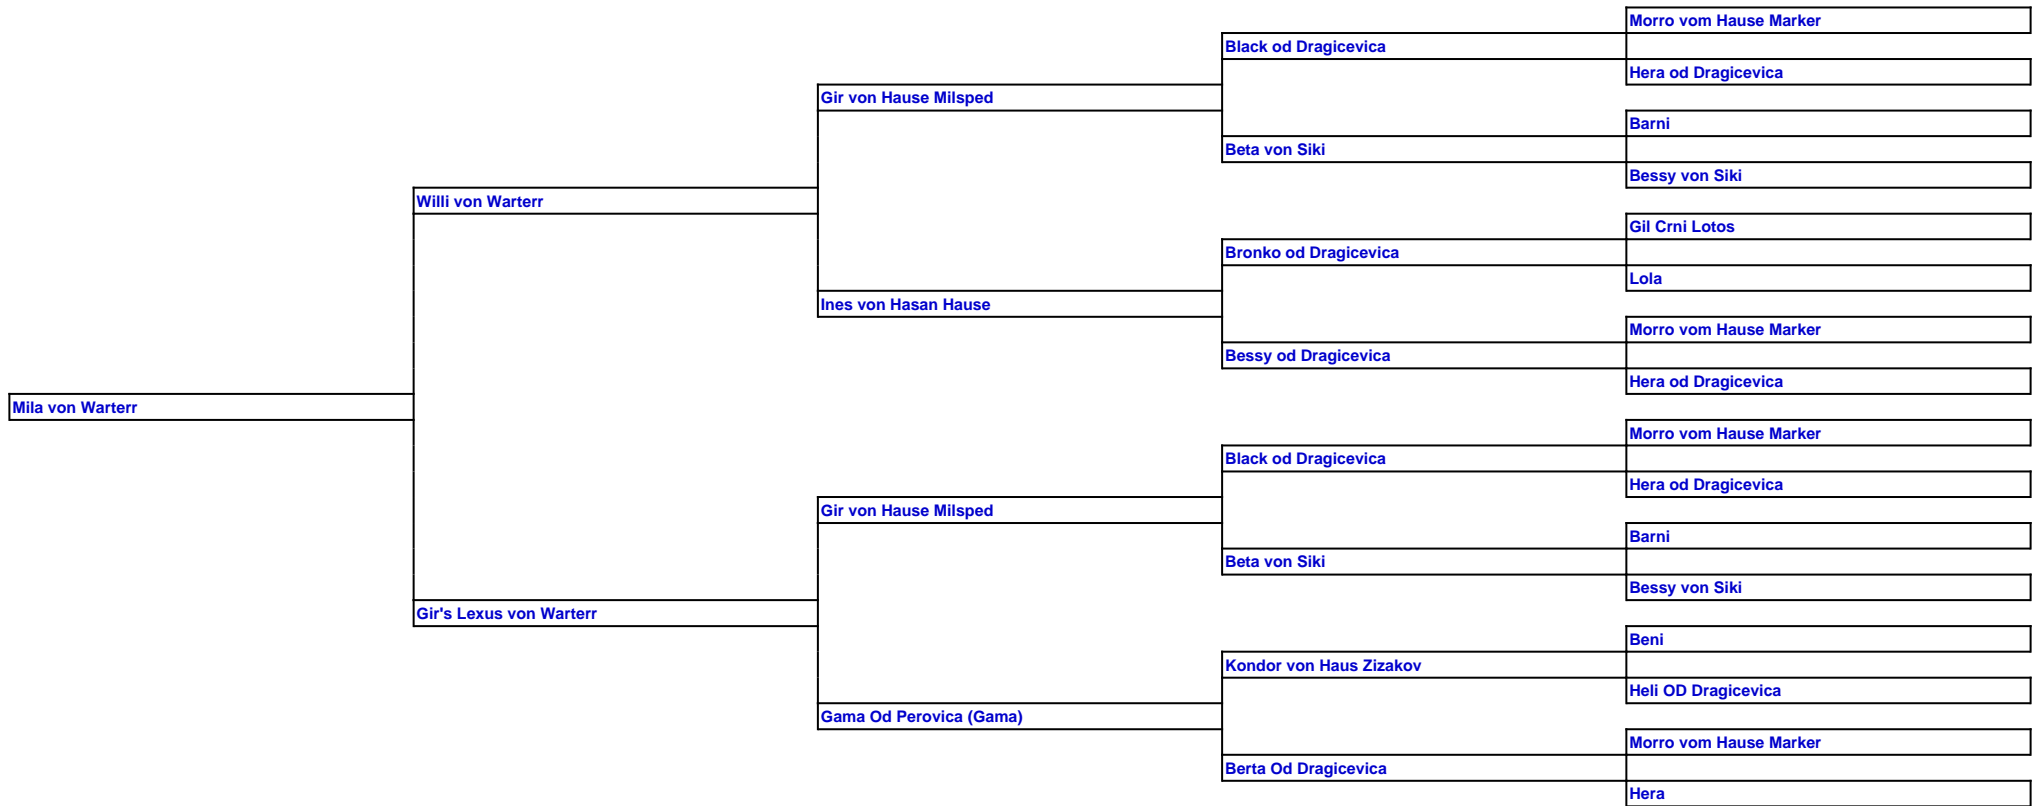 Morro vom Hause Marker
Black od Dragicevica
Hera od Dragicevica
Gir von Hause Milsped
Barni
Beta von Siki
Bessy von Siki
Willi von Warterr
Gil Crni Lotos
Bronko od Dragicevica
Lola
Ines von Hasan Hause
Morro vom Hause Marker
Bessy od Dragicevica
Hera od Dragicevica
Mila von Warterr
Morro vom Hause Marker
Black od Dragicevica
Hera od Dragicevica
Gir von Hause Milsped
Barni
Beta von Siki
Bessy von Siki
Gir's Lexus von Warterr
Beni
Kondor von Haus Zizakov
Heli OD Dragicevica
Gama Od Perovica (Gama)
Morro vom Hause Marker
Berta Od Dragicevica
Hera